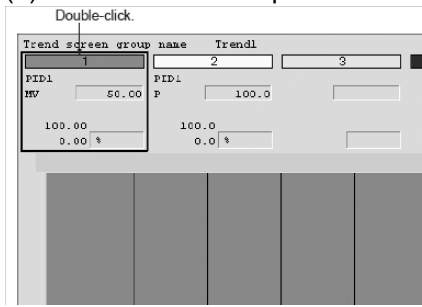 Double-click.
Trend screen group name Trend1
1 2 3
PID1 PID1
MV 50.00 P 100.0
100.00 100.0
0.00 % 0.0 %